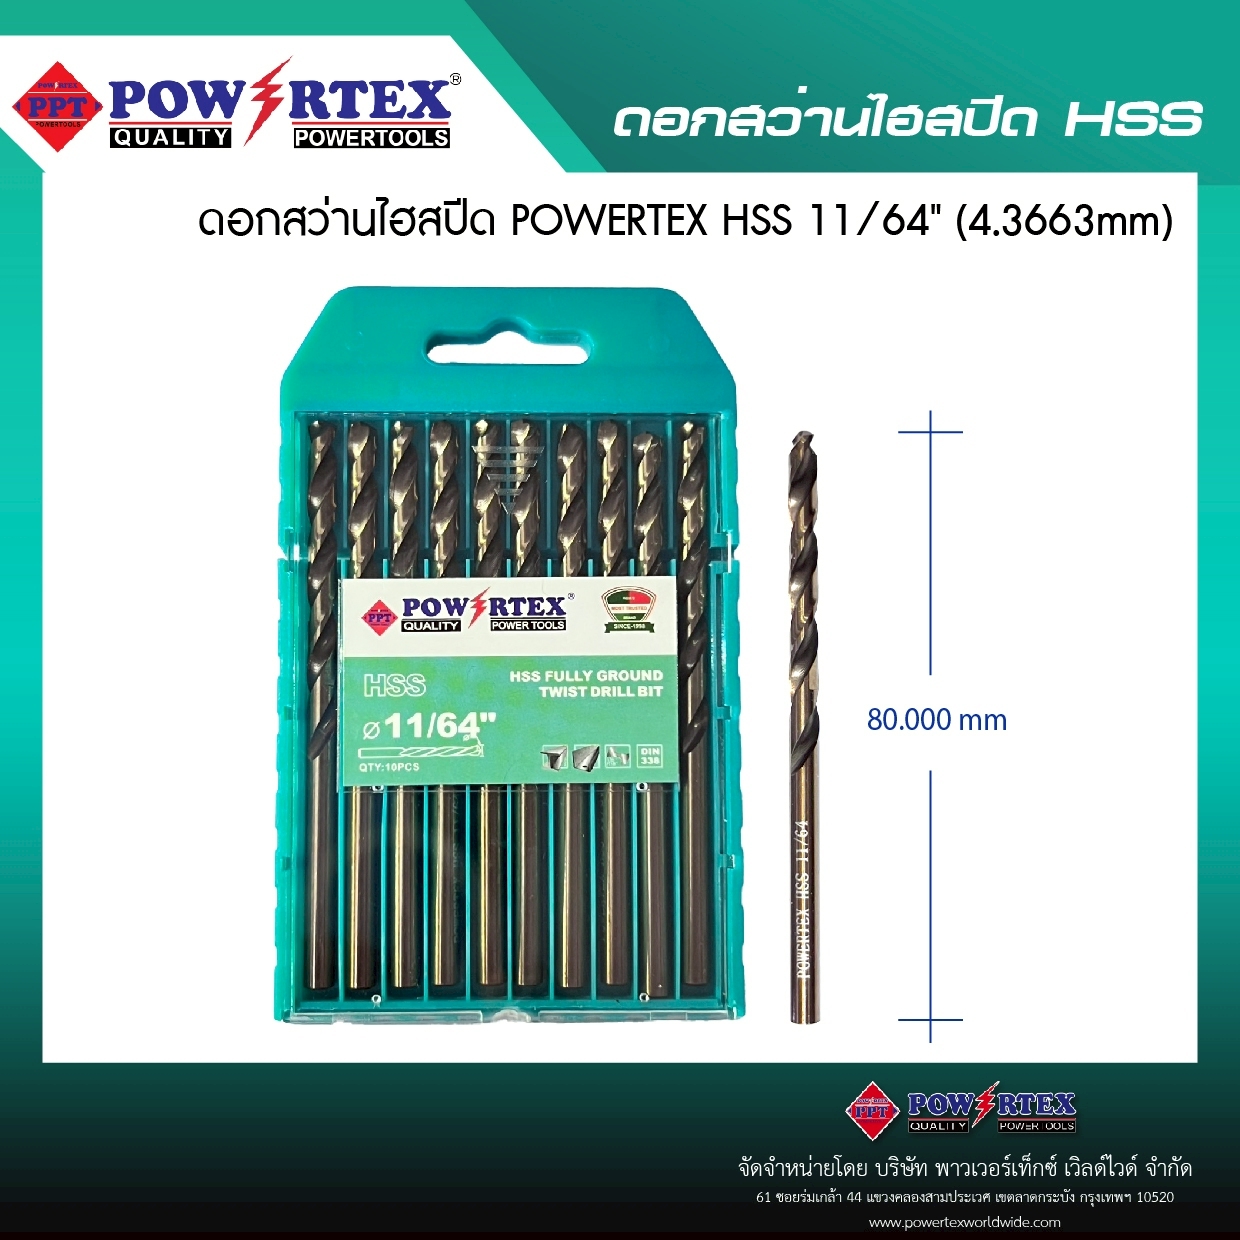 PPT POWERTEX®
QUALITY POWERTOOLS
ดอกสว่านไฮสปีด HSS
ดอกสว่านไฮสปีด POWERTEX HSS 11/64" (4.3663mm)
PPT POWERTEX®
QUALITY POWER TOOLS
MOST TRUSTED
SINCE-1998
HSS
HSS FULLY GROUND
TWIST DRILL BIT
ø 11/64"
QTY:10PCS
DIN
338
80.000 mm
POWERTEX HSS 11/64
PPT POWERTEX
QUALITY POWERTOOLS
จัดจำหน่ายโดย บริษัท พาวเวอร์เท็กซ์ เวิลด์ไวด์ จำกัด
61 ซอยร่มเกล้า 44 แขวงคลองสามประเวศ เขตลาดกระบัง กรุงเทพฯ 10520
www.powertexworldwide.com